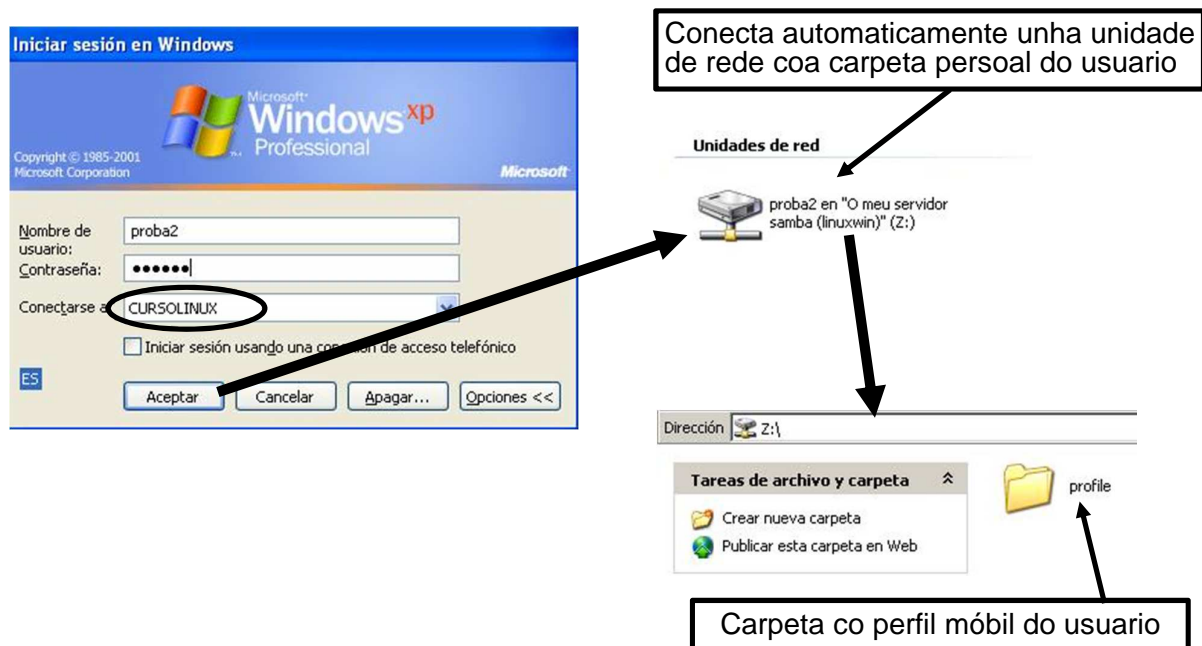 Iniciar sesión en Windows
Microsoft®
Windows xp
Professional
Copyright © 1985-2001
Microsoft Corporation
Microsoft
Nombre de
usuario:
proba2
Contraseña:
●●●●●●
Conectarse a
CURSOLINUX
Iniciar sesión usando una conexión de acceso telefónico
ES
Aceptar
Cancelar
Apagar...
Opciones <<
Conecta automaticamente unha unidade
de rede coa carpeta persoal do usuario
Unidades de red
proba2 en "O meu servidor
samba (linuxwin)" (Z:)
Dirección Z:\
Tareas de archivo y carpeta
Crear nueva carpeta
Publicar esta carpeta en Web
profile
Carpeta co perfil móbil do usuario